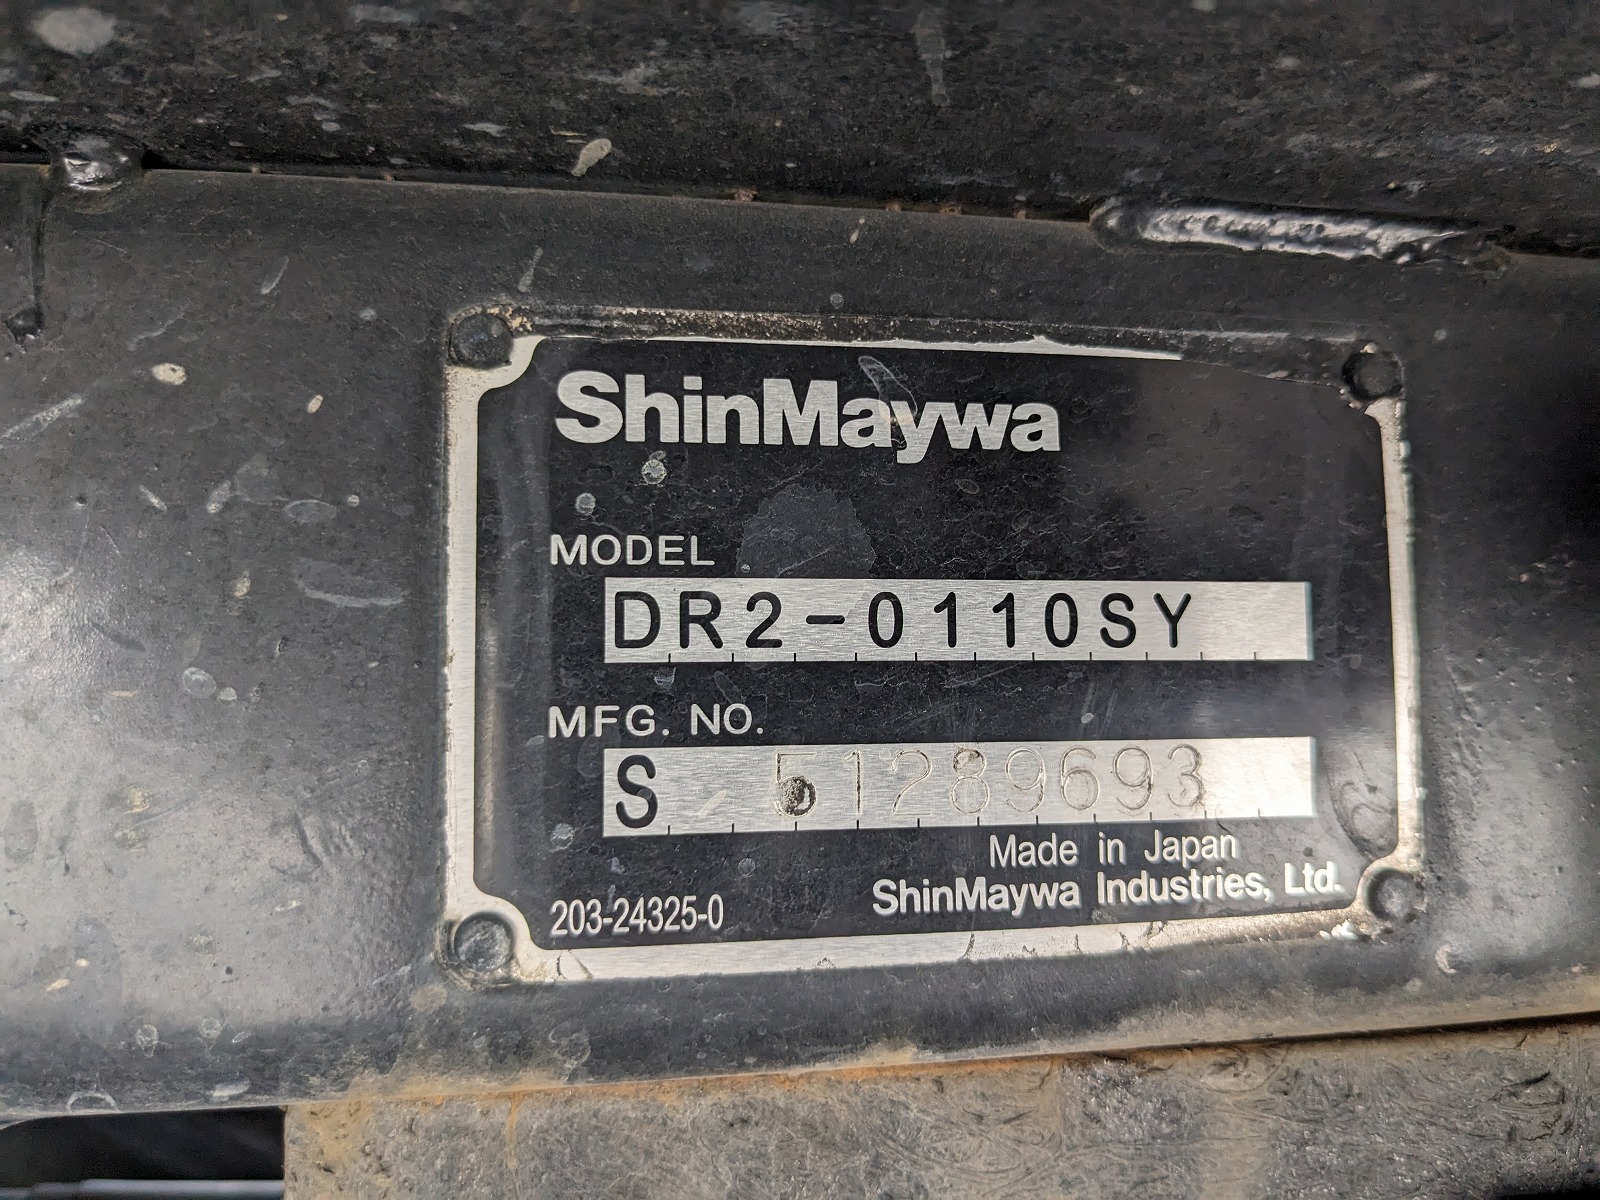 ShinMaywa
MODEL
DR2-0110SY
MFG. NO.
S 51289693
Made in Japan
203-24325-0 ShinMaywa Industries, Ltd.